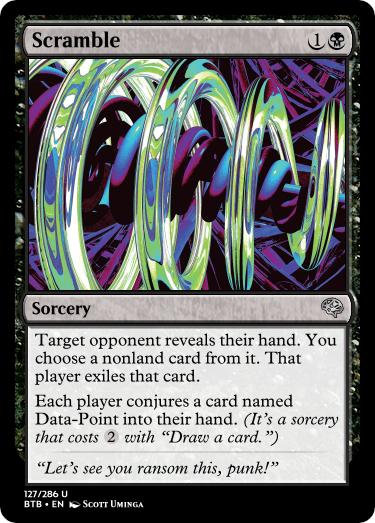 Scramble 1
Sorcery
Target opponent reveals their hand. You
choose a nonland card from it. That
player exiles that card.
Each player conjures a card named
Data-Point into their hand. (It's a sorcery
that costs 2 with “Draw a card.”)
“Let's see you ransom this, punk!”
127/286 U
BTB • EN Scott Uminga